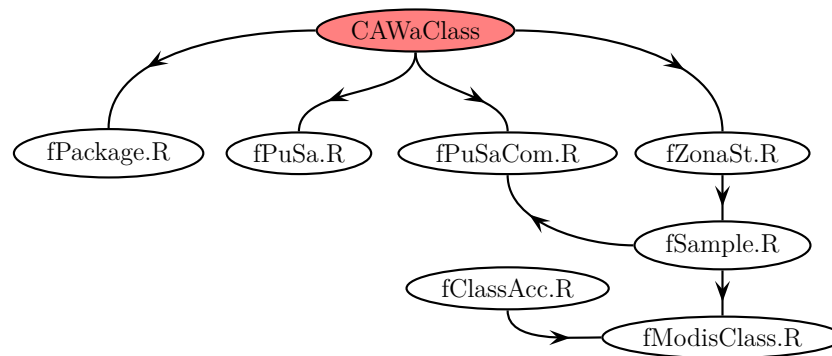 CAWaClass
fPackage.R
fPuSa.R
fPuSaCom.R
fZonaSt.R
fSample.R
fClassAcc.R
fModisClass.R